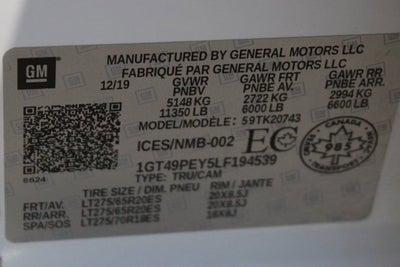 GM
MANUFACTURED BY GENERAL MOTORS LLC
FABRIQUÉ PAR GENERAL MOTORS LLC
12/19 GVWR GAWR FRT GAWR RR
PNBV PNBE AV. PNBE AR
5148 KG 2722 KG 2994 KG
11350 LB 6000 LB 6600 LB
MODEL/MODÈLE: 59TK20743
ICES/NMB-002 EC CANADA 985
1GT49PEY5LF194539
8624 TYPE: TRU/CAM
TIRE SIZE / DIM. PNEU RIM / JANTE
FRT/AV. LT275/65R20ES 20X8.5J
RR/ARR. LT275/65R20ES 20X8.5J
SPA/SOS LT275/70R18ES 18X8J